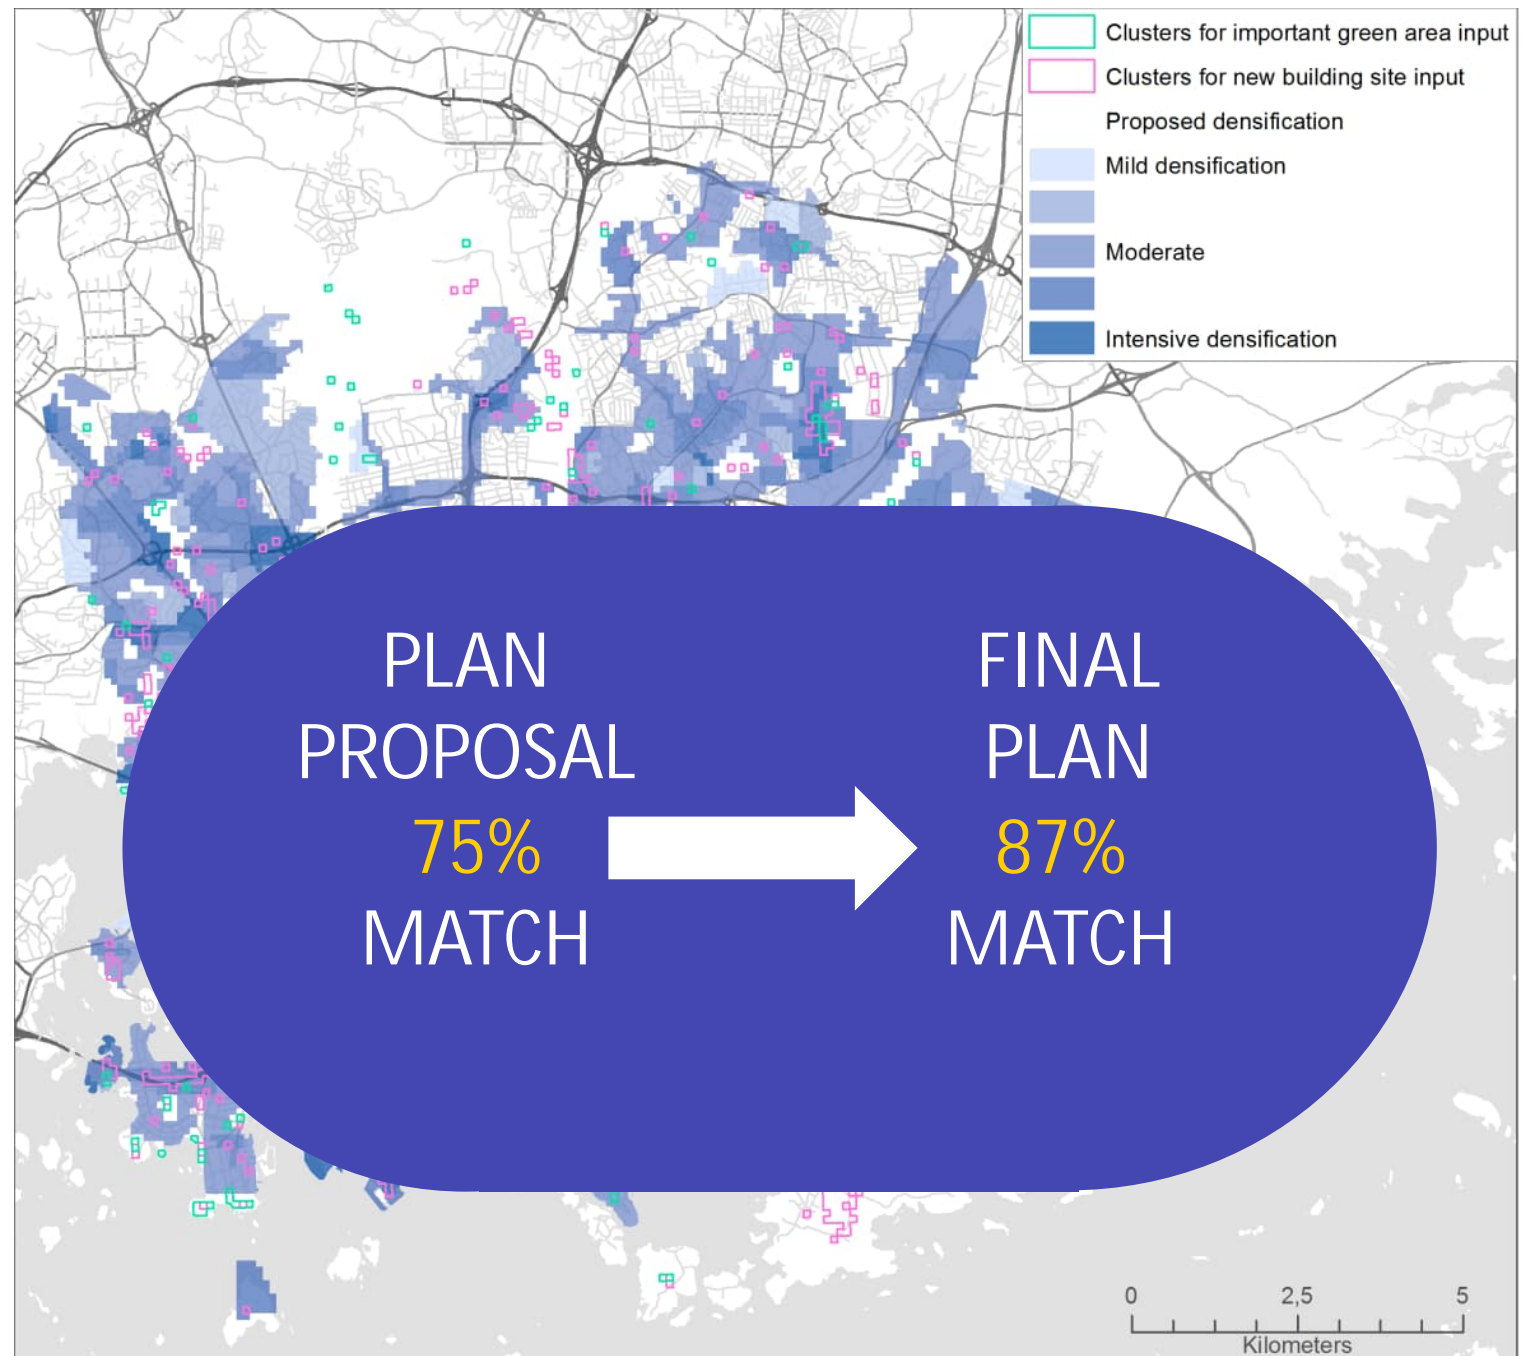 Clusters for important green area input
Clusters for new building site input
Proposed densification
Mild densification
Moderate
Intensive densification
PLAN
PROPOSAL
75%
MATCH
FINAL
PLAN
87%
MATCH
0 2,5 5
Kilometers